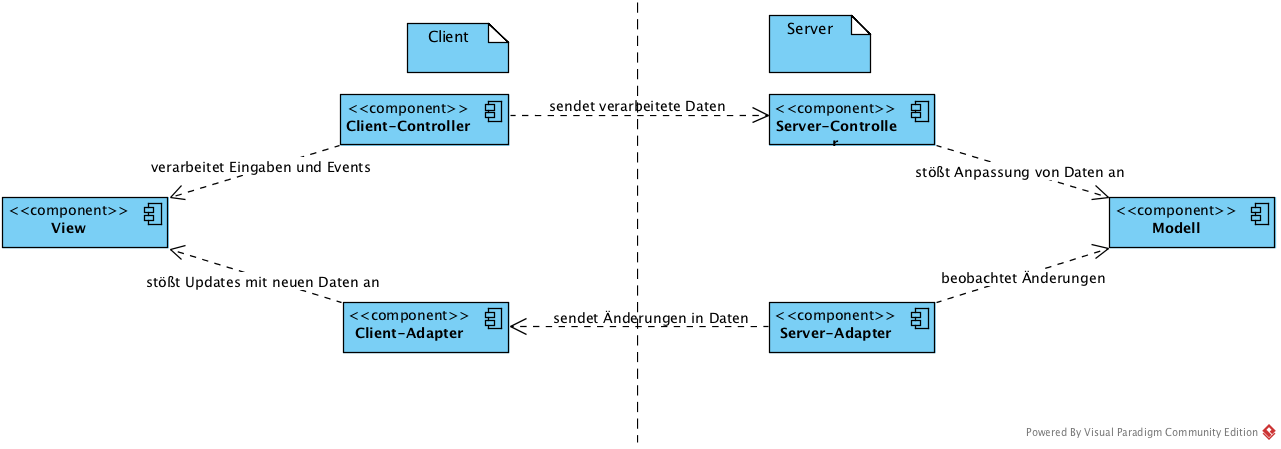 Client
Server
<<component>>
Client-Controller
sendet verarbeitete Daten
<<component>>
Server-Controlle
r
verarbeitet Eingaben und Events
stößt Anpassung von Daten an
<<component>>
View
<<component>>
Modell
stößt Updates mit neuen Daten an
beobachtet Änderungen
<<component>>
Client-Adapter
sendet Änderungen in Daten
<<component>>
Server-Adapter
Powered By Visual Paradigm Community Edition